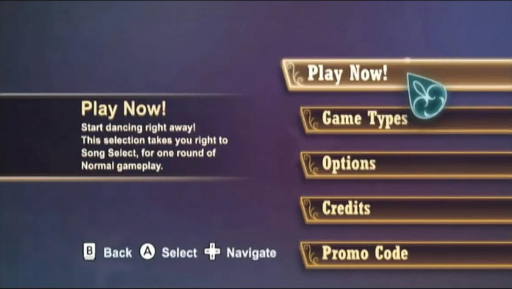 Play Now!
Game Types
Play Now!
Start dancing right away!
This selection takes you right to
Song Select, for one round of
Normal gameplay.
Options
Credits
Promo Code
B Back A Select Navigate